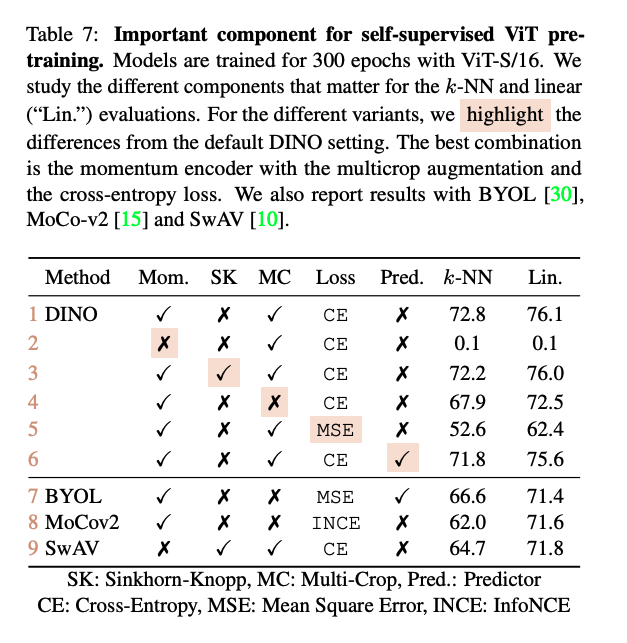 Table 7: Important component for self-supervised ViT pre-
training. Models are trained for 300 epochs with ViT-S/16. We
study the different components that matter for the k-NN and linear
(“Lin.”) evaluations. For the different variants, we highlight the
differences from the default DINO setting. The best combination
is the momentum encoder with the multicrop augmentation and
the cross-entropy loss. We also report results with BYOL [30],
MoCo-v2 [15] and SwAV [10].
Method Mom. SK MC Loss Pred. k-NN Lin.
1 DINO ✓ ✗ ✓ CE ✗ 72.8 76.1
2 ✗ ✗ ✓ CE ✗ 0.1 0.1
3 ✓ ✓ ✓ CE ✗ 72.2 76.0
4 ✓ ✗ ✗ CE ✗ 67.9 72.5
5 ✓ ✗ ✓ MSE ✗ 52.6 62.4
6 ✓ ✗ ✓ CE ✓ 71.8 75.6
7 BYOL ✓ ✗ ✗ MSE ✓ 66.6 71.4
8 MoCov2 ✓ ✗ ✗ INCE ✗ 62.0 71.6
9 SwAV ✗ ✓ ✓ CE ✗ 64.7 71.8
SK: Sinkhorn-Knopp, MC: Multi-Crop, Pred.: Predictor
CE: Cross-Entropy, MSE: Mean Square Error, INCE: InfoNCE